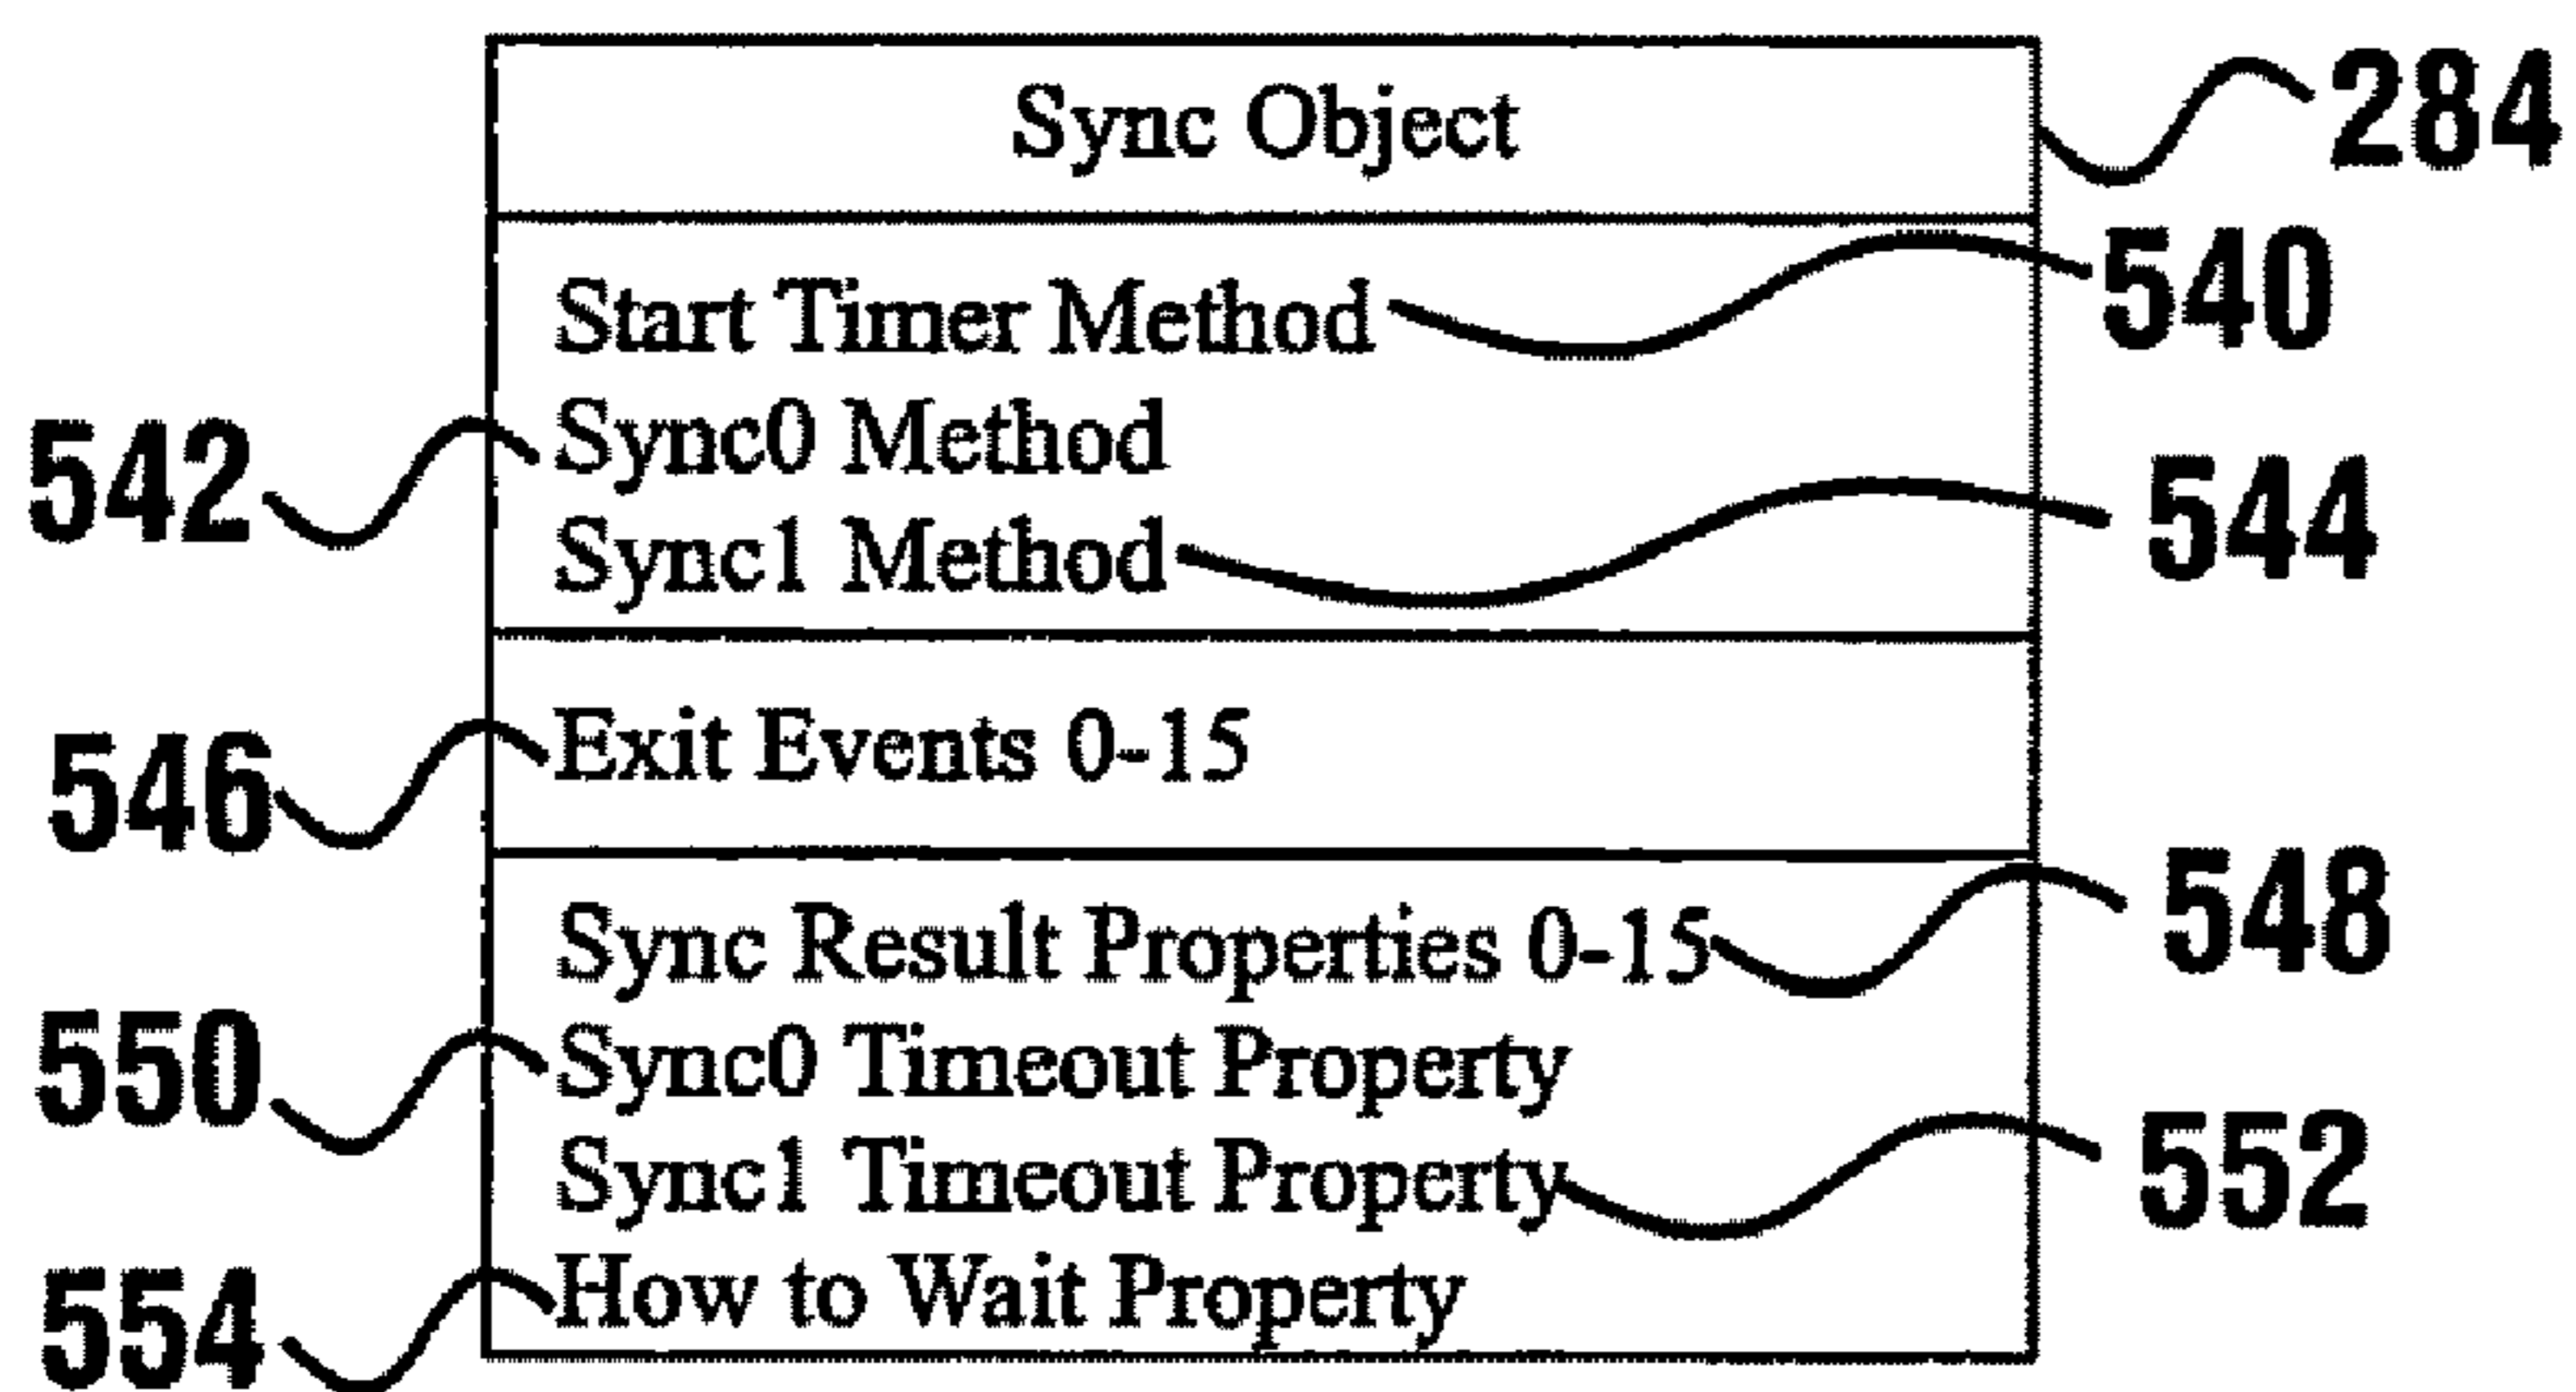 Sync Object 284
Start Timer Method 540
542 Sync0 Method
Sync1 Method 544
546 Exit Events 0-15
Sync Result Properties 0-15 548
550 Sync0 Timeout Property
Sync1 Timeout Property 552
554 How to Wait Property